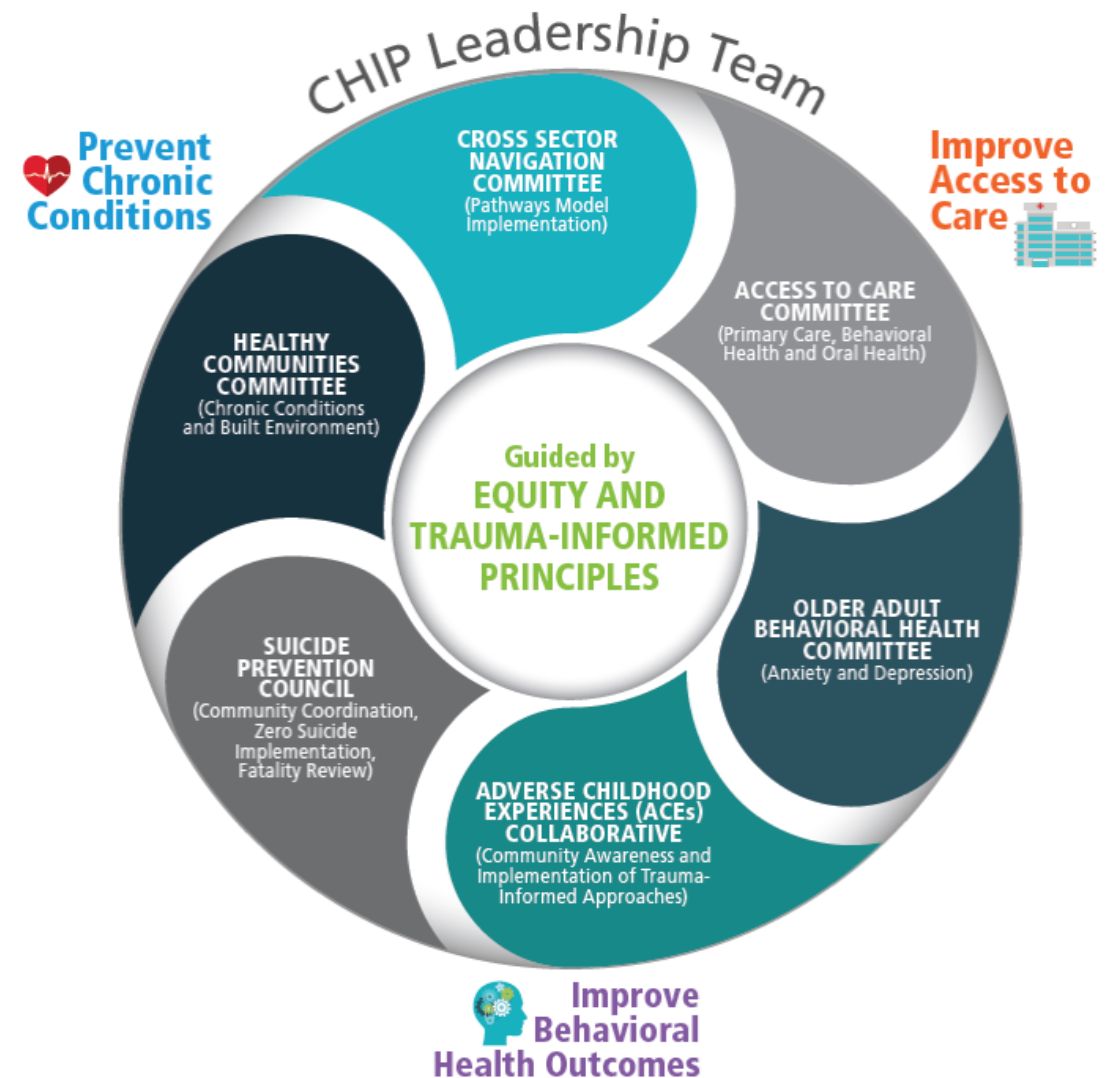 CHIP Leadership Team
Prevent
Chronic
Conditions
Improve
Access to
Care
CROSS SECTOR
NAVIGATION
COMMITTEE
(Pathways Model
Implementation)
ACCESS TO CARE
COMMITTEE
(Primary Care, Behavioral
Health and Oral Health)
HEALTHY
COMMUNITIES
COMMITTEE
(Chronic Conditions
and Built Environment)
Guided by
EQUITY AND
TRAUMA-INFORMED
PRINCIPLES
OLDER ADULT
BEHAVIORAL HEALTH
COMMITTEE
(Anxiety and Depression)
SUICIDE
PREVENTION
COUNCIL
(Community Coordination,
Zero Suicide
Implementation,
Fatality Review)
ADVERSE CHILDHOOD
EXPERIENCES (ACEs)
COLLABORATIVE
(Community Awareness and
Implementation of Trauma-
Informed Approaches)
Improve
Behavioral
Health Outcomes